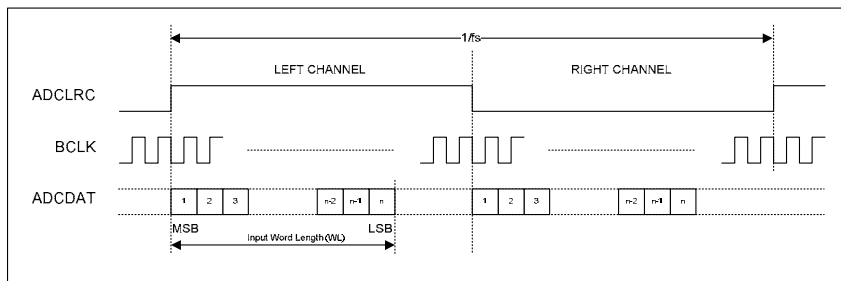 1/fs
LEFT CHANNEL RIGHT CHANNEL
ADCLRC
BCLK
ADCDAT 1 2 3 n-2 n-1 n 1 2 3 n-2 n-1 n
MSB LSB
Input Word Length (WL)